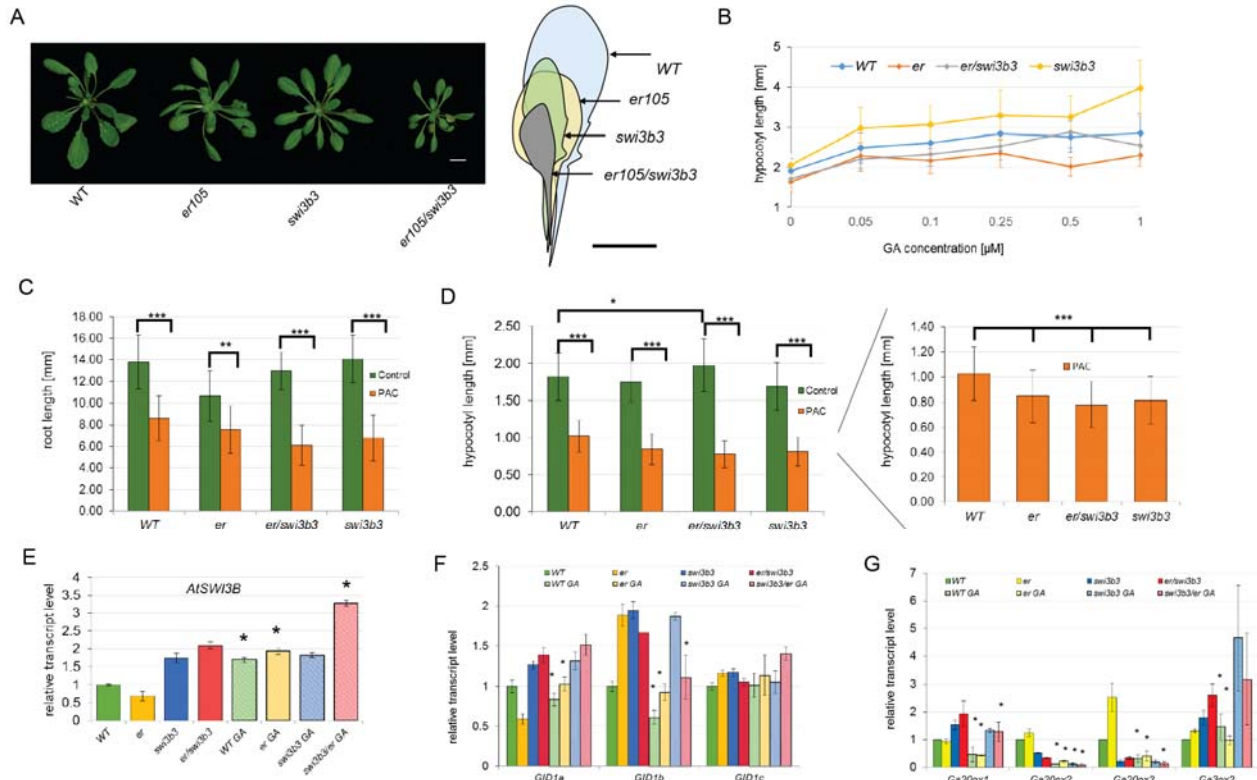 A
WT
er105
swi3b3
er105/swi3b3
WT
er105
swi3b3
er105/swi3b3
B
hypocotyl length [mm]
5
4
3
2
1
WT er er/swi3b3 swi3b3
0 0.05 0.1 0.25 0.5 1
GA concentration [µM]
C
root length [mm]
18.00
16.00
14.00
12.00
10.00
8.00
6.00
4.00
2.00
0.00
*** ** *** ***
Control
PAC
WT er er/swi3b3 swi3b3
D
hypocotyl length [mm]
2.50
2.00
1.50
1.00
0.50
0.00
*
*** *** *** ***
Control
PAC
WT er er/swi3b3 swi3b3
hypocotyl length [mm]
1.40
1.20
1.00
0.80
0.60
0.40
0.20
0.00
***
PAC
WT er er/swi3b3 swi3b3
E
AtSWI3B
relative transcript level
4
3.5
3
2.5
2
1.5
1
0.5
0
* * *
WT
er
swi3b3
er/swi3b3
WT GA
er GA
swi3b3 GA
swi3b3/er GA
F
relative transcript level
2.5
2
1.5
1
0.5
0
WT er swi3b3 er/swi3b3
WT GA er GA swi3b3 GA swi3b3/er GA
* * * * *
GID1a GID1b GID1c
G
relative transcript level
7
6
5
4
3
2
1
0
WT er swi3b3 er/swi3b3
WT GA er GA swi3b3 GA swi3b3/er GA